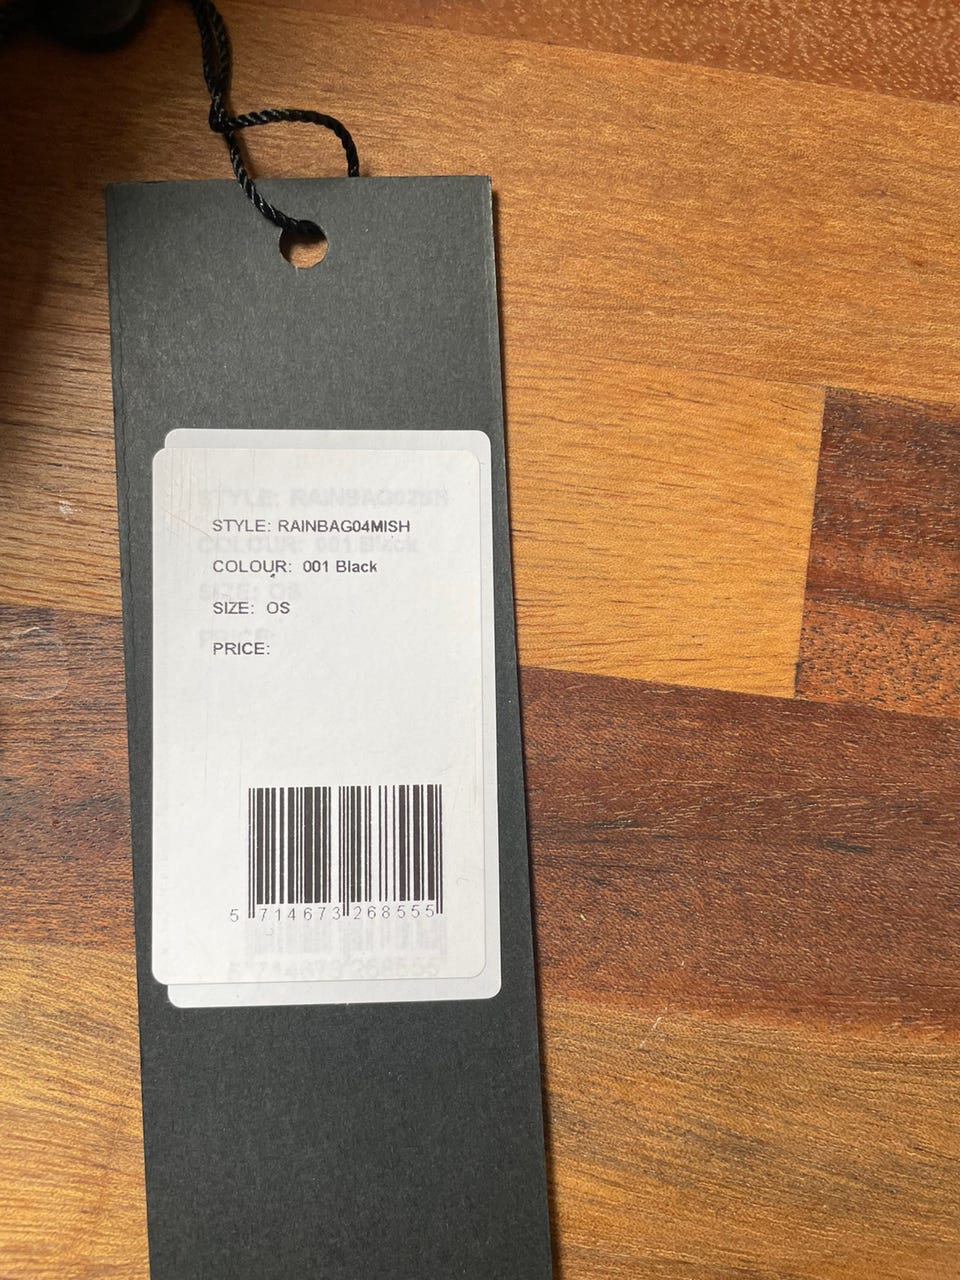 STYLE: RAINBAG04MISH
COLOUR: 001 Black
SIZE: OS
PRICE:
5 714673 268555